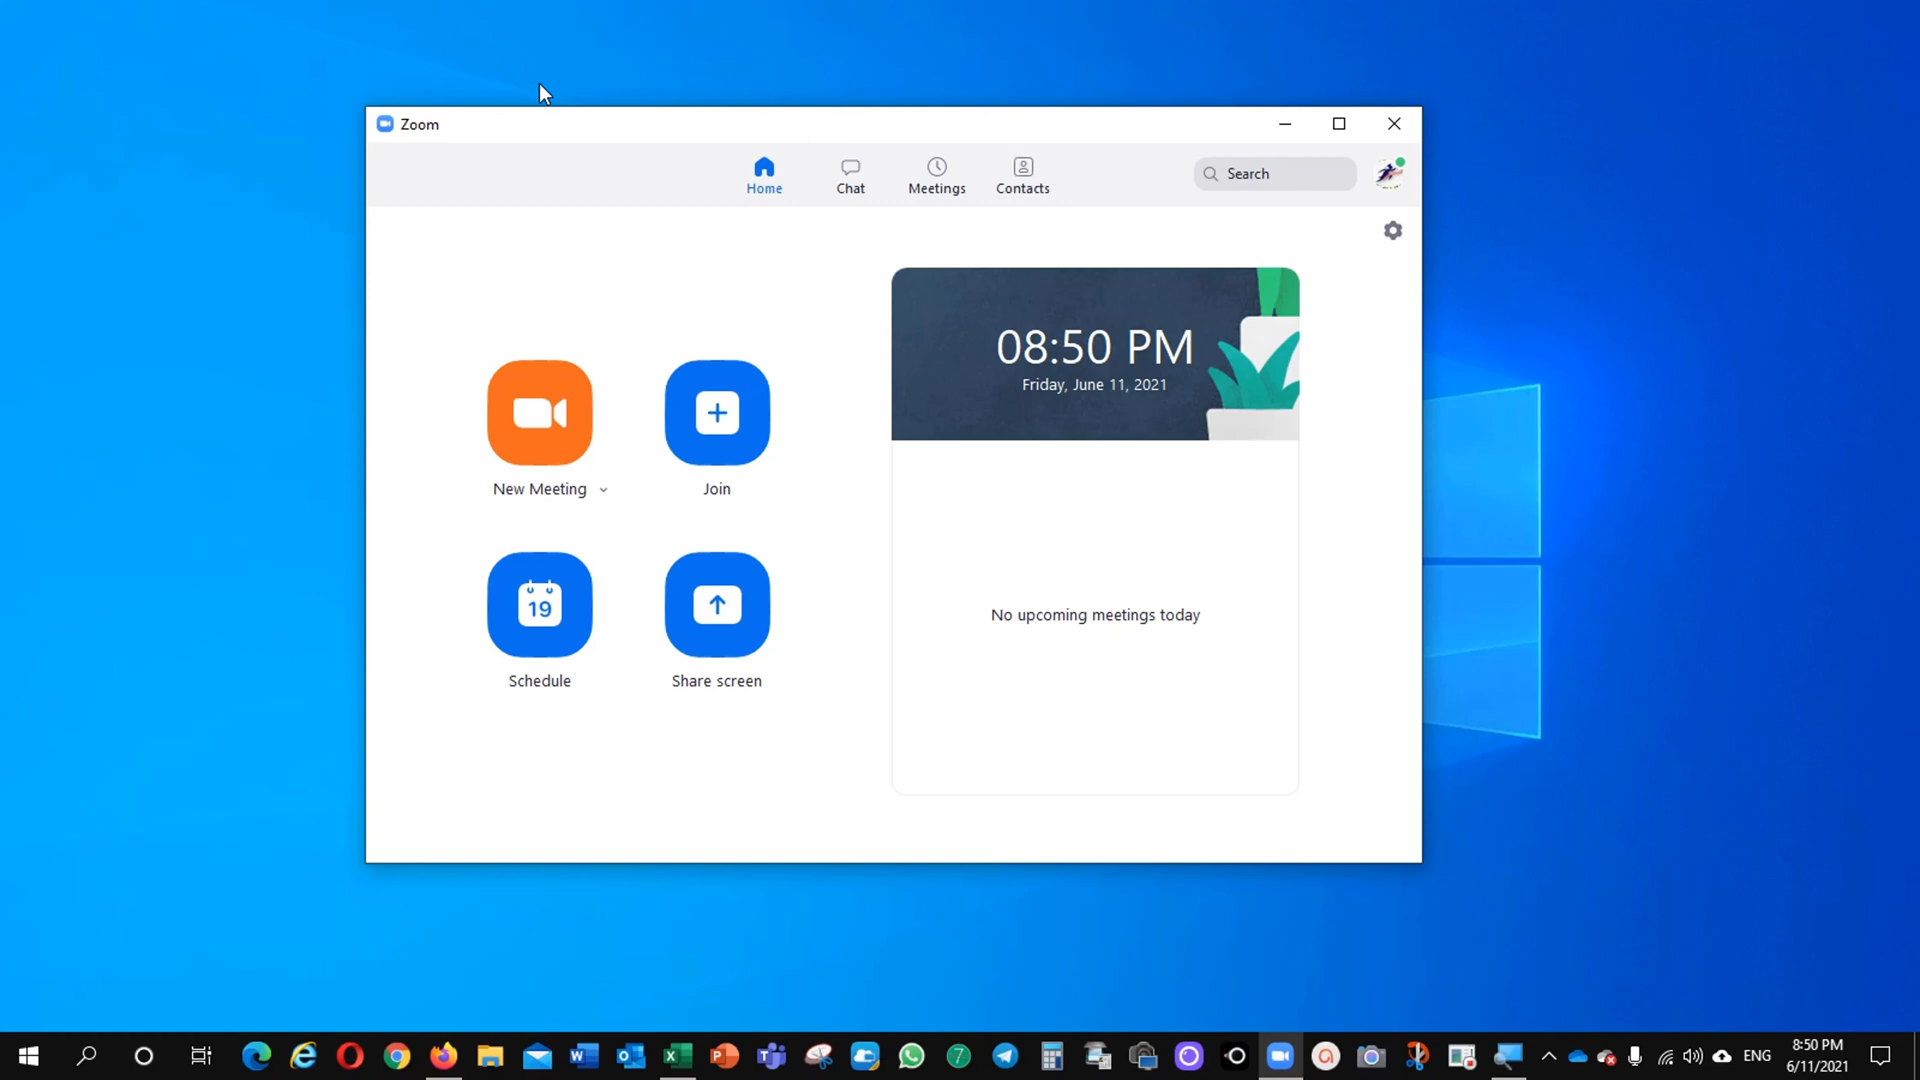 Zoom
Home
Chat
Meetings
Contacts
Search
08:50 PM
Friday, June 11, 2021
New Meeting
Join
19
Schedule
Share screen
No upcoming meetings today
ENG
8:50 PM
6/11/2021